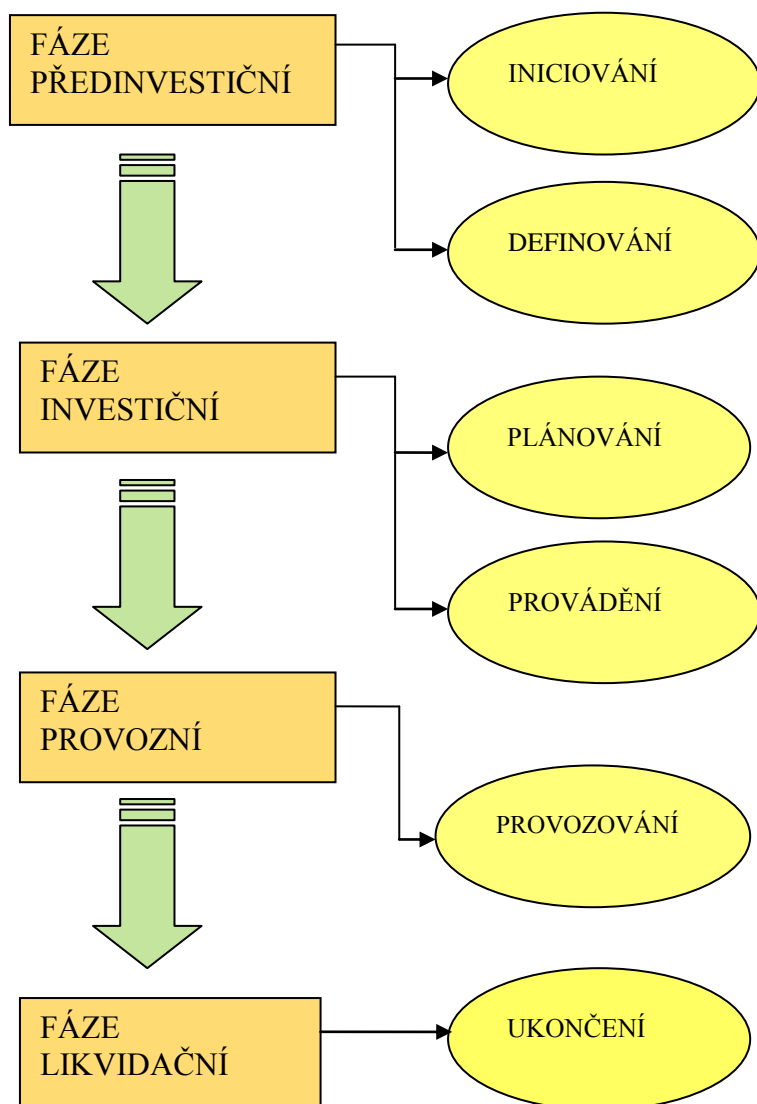 FÁZE
PŘEDINVESTIČNÍ
INICIOVÁNÍ
DEFINOVÁNÍ
FÁZE
INVESTIČNÍ
PLÁNOVÁNÍ
PROVÁDĚNÍ
FÁZE
PROVOZNÍ
PROVOZOVÁNÍ
FÁZE
LIKVIDAČNÍ
UKONČENÍ